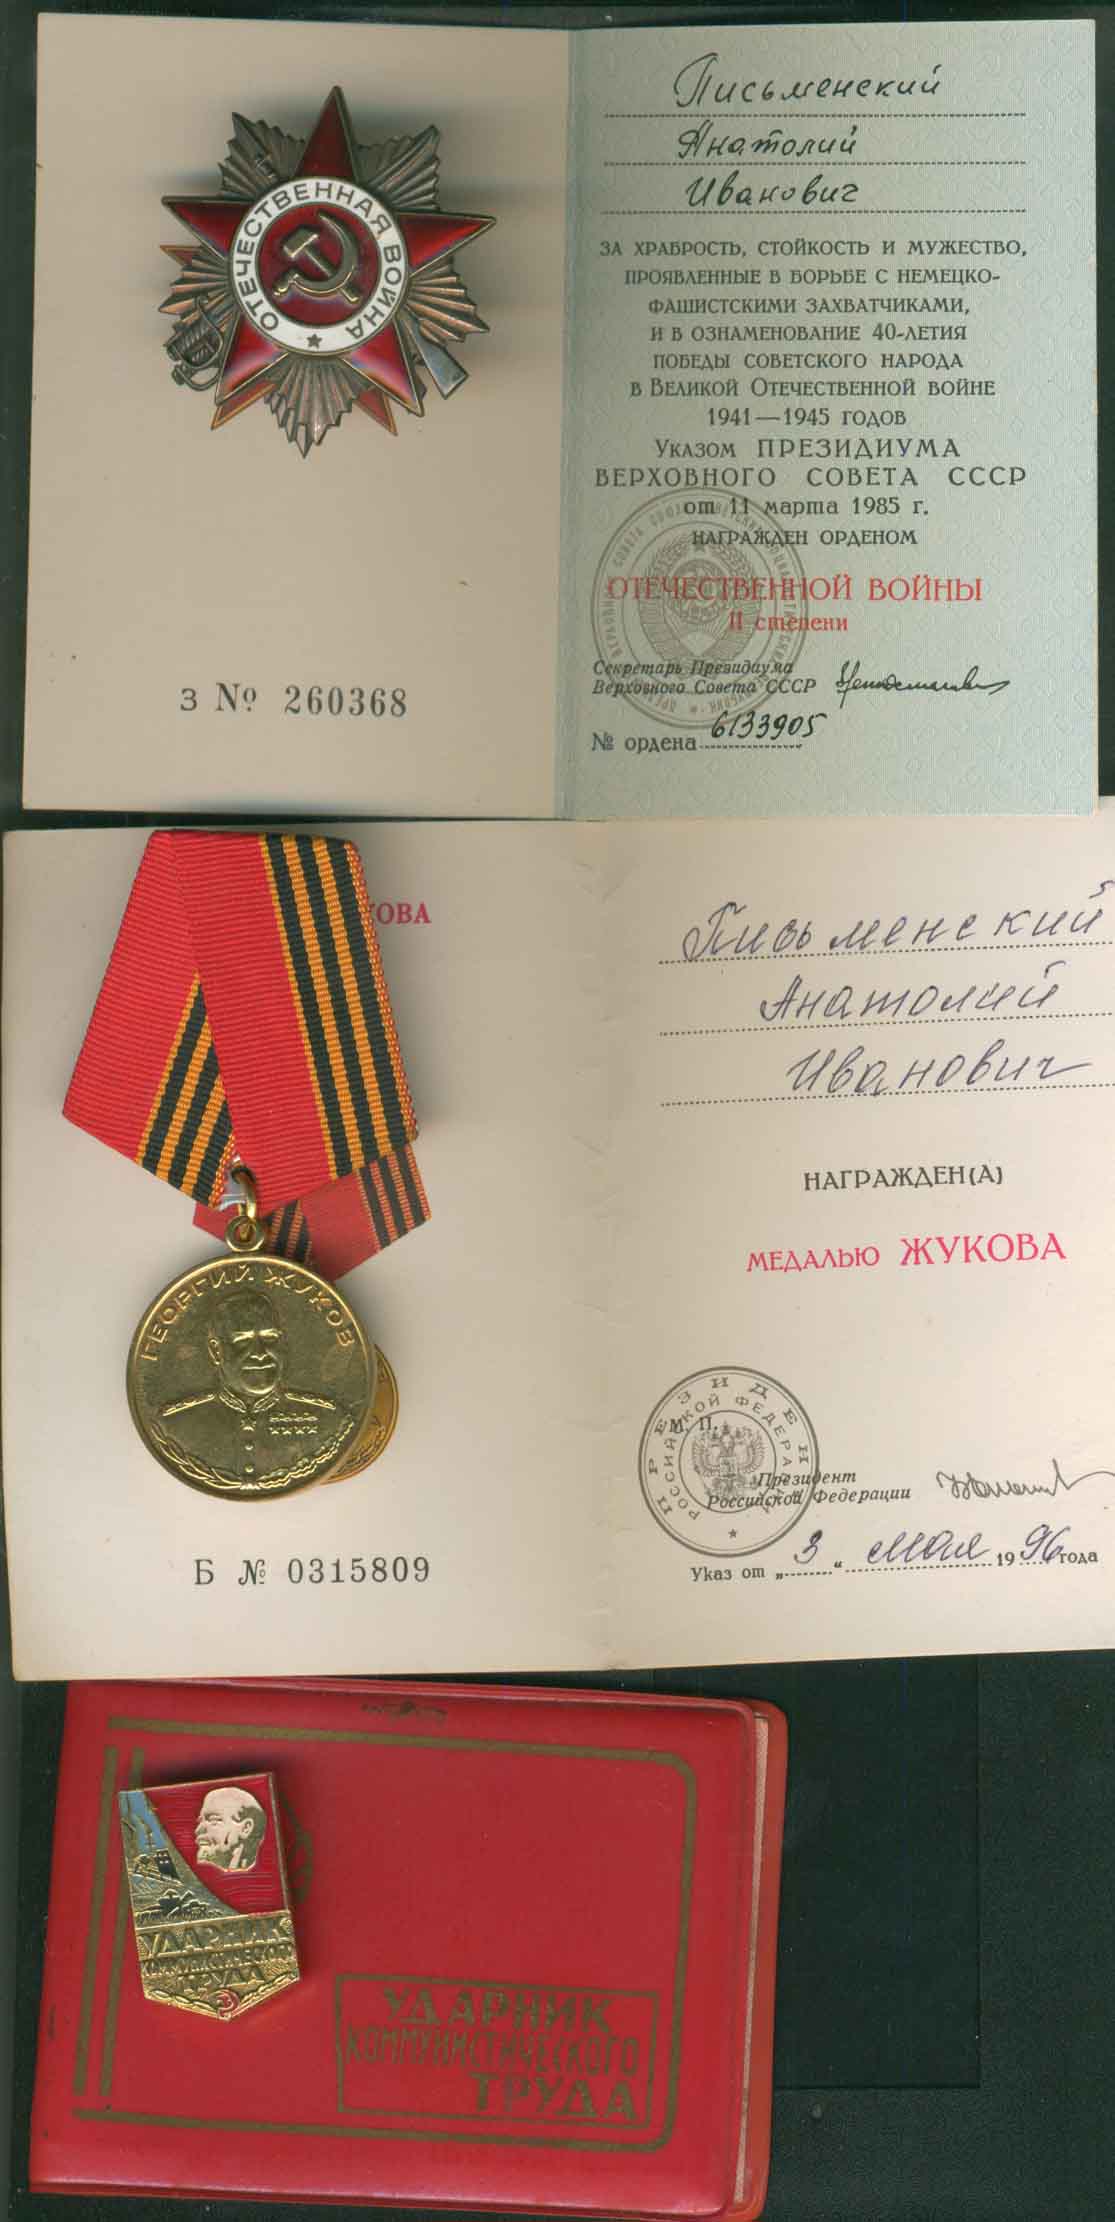 ОТЕЧЕСТВЕННАЯ ВОЙНА
З № 260368
Письменский
Анатолий
Иванович
ЗА ХРАБРОСТЬ, СТОЙКОСТЬ И МУЖЕСТВО,
ПРОЯВЛЕННЫЕ В БОРЬБЕ С НЕМЕЦКО-
ФАШИСТСКИМИ ЗАХВАТЧИКАМИ,
И В ОЗНАМЕНОВАНИЕ 40-ЛЕТИЯ
ПОБЕДЫ СОВЕТСКОГО НАРОДА
В ВЕЛИКОЙ ОТЕЧЕСТВЕННОЙ ВОЙНЕ
1941—1945 ГОДОВ
УКАЗОМ ПРЕЗИДИУМА
ВЕРХОВНОГО СОВЕТА СССР
от 11 марта 1985 г.
НАГРАЖДЕН ОРДЕНОМ
ОТЕЧЕСТВЕННОЙ ВОЙНЫ
II степени
Секретарь Президиума
Верховного Совета СССР
№ ордена 6133905
КОВА
ГЕОРГИЙ ЖУКОВ
Б № 0315809
Письменский
Анатолий
Иванович
НАГРАЖДЕН(А)
МЕДАЛЬЮ ЖУКОВА
ПРЕЗИДЕН
РОССИЙСКОЙ ФЕДЕРАЦИИ
М. П.
Президент
Российской Федерации
Указ от „3“ мая 1996 года
УДАРНИК
КОММУНИСТИЧЕСКОГО
ТРУДА
УДАРНИК
КОММУНИСТИЧЕСКОГО
ТРУДА